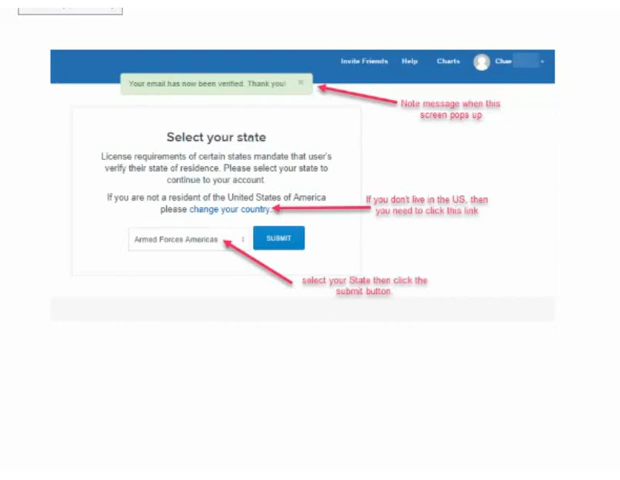 Invite Friends Help Charts Chae
Your email has now been verified. Thank you! ×
Note message when this
screen pops up
Select your state
License requirements of certain states mandate that user's
verify their state of residence. Please select your state to
continue to your account.
If you are not a resident of the United States of America
please change your country.
If you don't live in the US, then
you need to click this link
Armed Forces Americas SUBMIT
select your State then click the
submit button